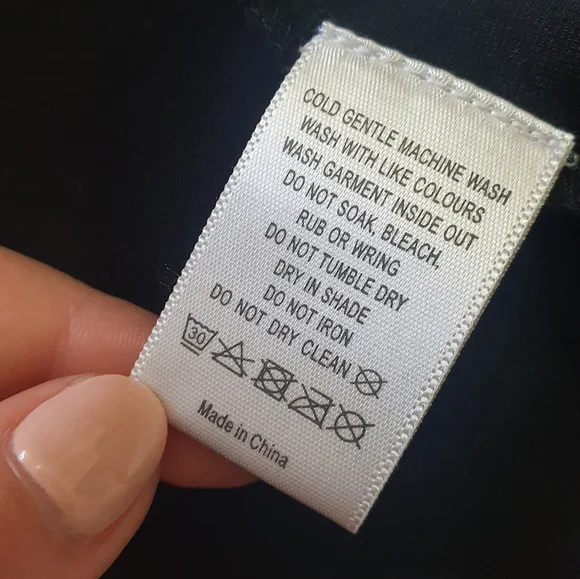 COLD GENTLE MACHINE WASH
WASH WITH LIKE COLOURS
WASH GARMENT INSIDE OUT
DO NOT SOAK, BLEACH,
RUB OR WRING
DO NOT TUMBLE DRY
DRY IN SHADE
DO NOT IRON
DO NOT DRY CLEAN
30
Made in China